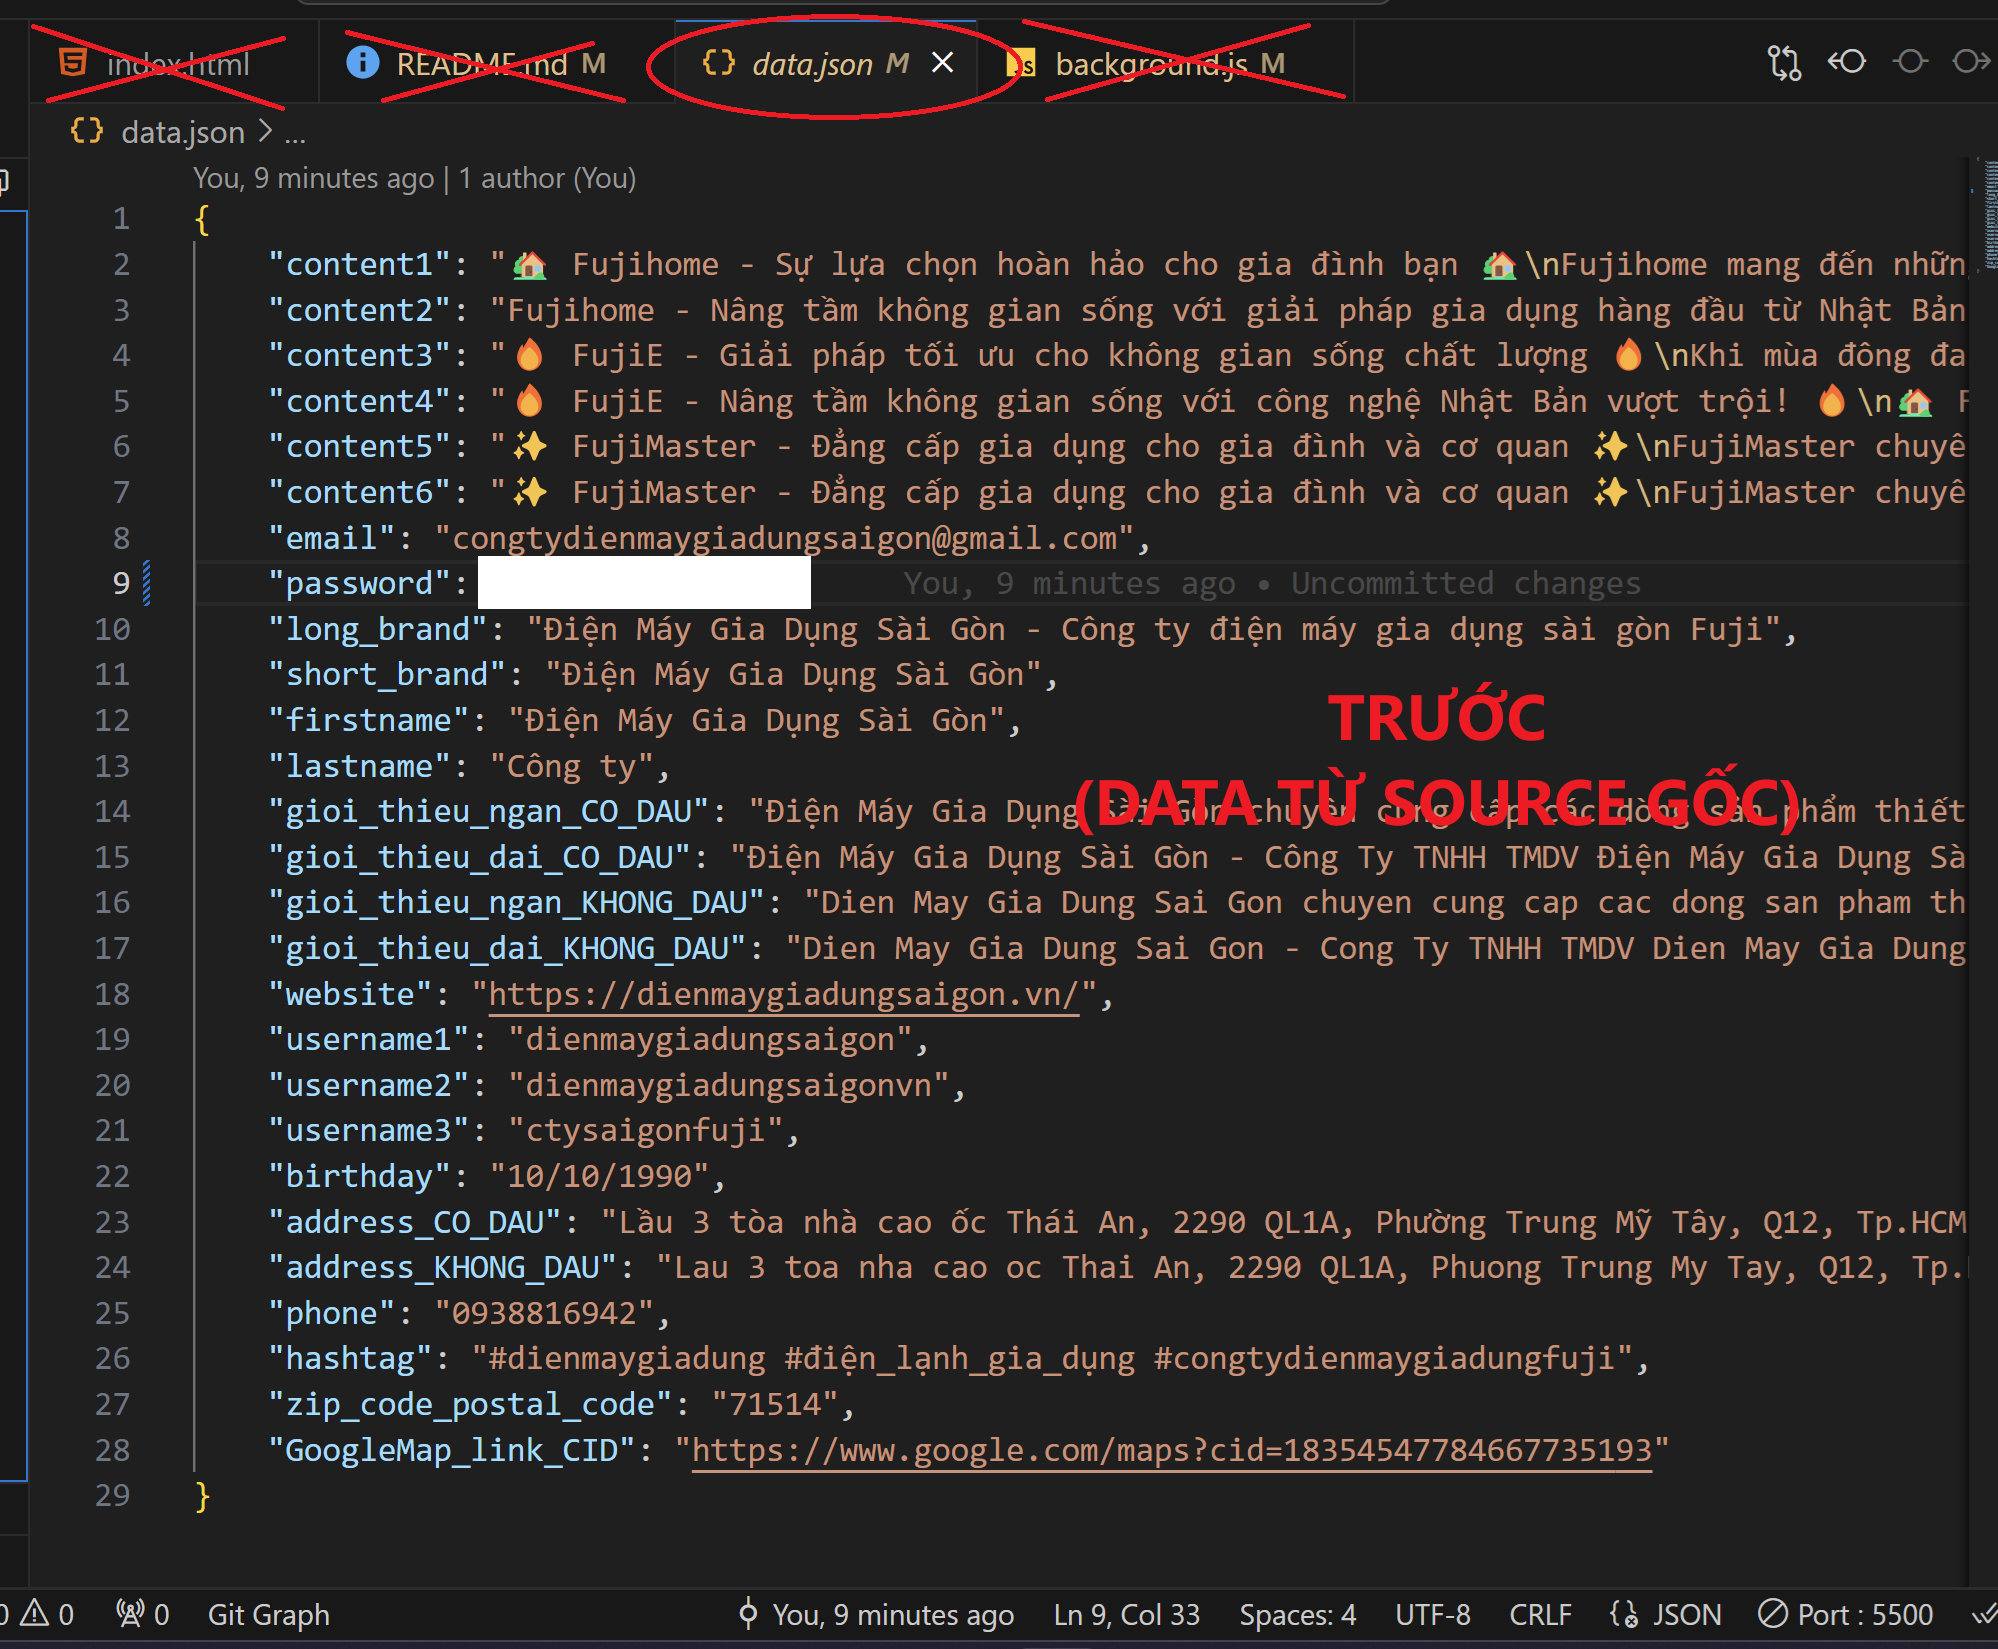 index.html README.md M data.json M background.js M
data.json > ...
You, 9 minutes ago | 1 author (You)
1 {
2 "content1": "🏡 Fujihome - Sự lựa chọn hoàn hảo cho gia đình bạn 🏡\nFujihome mang đến nhữn
3 "content2": "Fujihome - Nâng tầm không gian sống với giải pháp gia dụng hàng đầu từ Nhật Bản
4 "content3": "🔥 FujiE - Giải pháp tối ưu cho không gian sống chất lượng 🔥\nKhi mùa đông đa
5 "content4": "🔥 FujiE - Nâng tầm không gian sống với công nghệ Nhật Bản vượt trội! 🔥\n🏡 F
6 "content5": "✨ FujiMaster - Đẳng cấp gia dụng cho gia đình và cơ quan ✨\nFujiMaster chuyê
7 "content6": "✨ FujiMaster - Đẳng cấp gia dụng cho gia đình và cơ quan ✨\nFujiMaster chuyê
8 "email": "congtydienmaygiadungsaigon@gmail.com",
9 "password": You, 9 minutes ago • Uncommitted changes
10 "long_brand": "Điện Máy Gia Dụng Sài Gòn - Công ty điện máy gia dụng sài gòn Fuji",
11 "short_brand": "Điện Máy Gia Dụng Sài Gòn",
12 "firstname": "Điện Máy Gia Dụng Sài Gòn",
13 "lastname": "Công ty",
TRƯỚC
(DATA TỪ SOURCE GỐC)
14 "gioi_thieu_ngan_CO_DAU": "Điện Máy Gia Dụng Sài Gòn chuyên cung cấp các dòng sản phẩm thiết
15 "gioi_thieu_dai_CO_DAU": "Điện Máy Gia Dụng Sài Gòn - Công Ty TNHH TMDV Điện Máy Gia Dụng Sà
16 "gioi_thieu_ngan_KHONG_DAU": "Dien May Gia Dung Sai Gon chuyen cung cap cac dong san pham th
17 "gioi_thieu_dai_KHONG_DAU": "Dien May Gia Dung Sai Gon - Cong Ty TNHH TMDV Dien May Gia Dung
18 "website": "https://dienmaygiadungsaigon.vn/",
19 "username1": "dienmaygiadungsaigon",
20 "username2": "dienmaygiadungsaigonvn",
21 "username3": "ctysaigonfuji",
22 "birthday": "10/10/1990",
23 "address_CO_DAU": "Lầu 3 tòa nhà cao ốc Thái An, 2290 QL1A, Phường Trung Mỹ Tây, Q12, Tp.HCM
24 "address_KHONG_DAU": "Lau 3 toa nha cao oc Thai An, 2290 QL1A, Phuong Trung My Tay, Q12, Tp.
25 "phone": "0938816942",
26 "hashtag": "#dienmaygiadung #điện_lạnh_gia_dụng #congtydienmaygiadungfuji",
27 "zip_code_postal_code": "71514",
28 "GoogleMap_link_CID": "https://www.google.com/maps?cid=18354547784667735193"
29 }
0 0 0 Git Graph You, 9 minutes ago Ln 9, Col 33 Spaces: 4 UTF-8 CRLF JSON Port : 5500